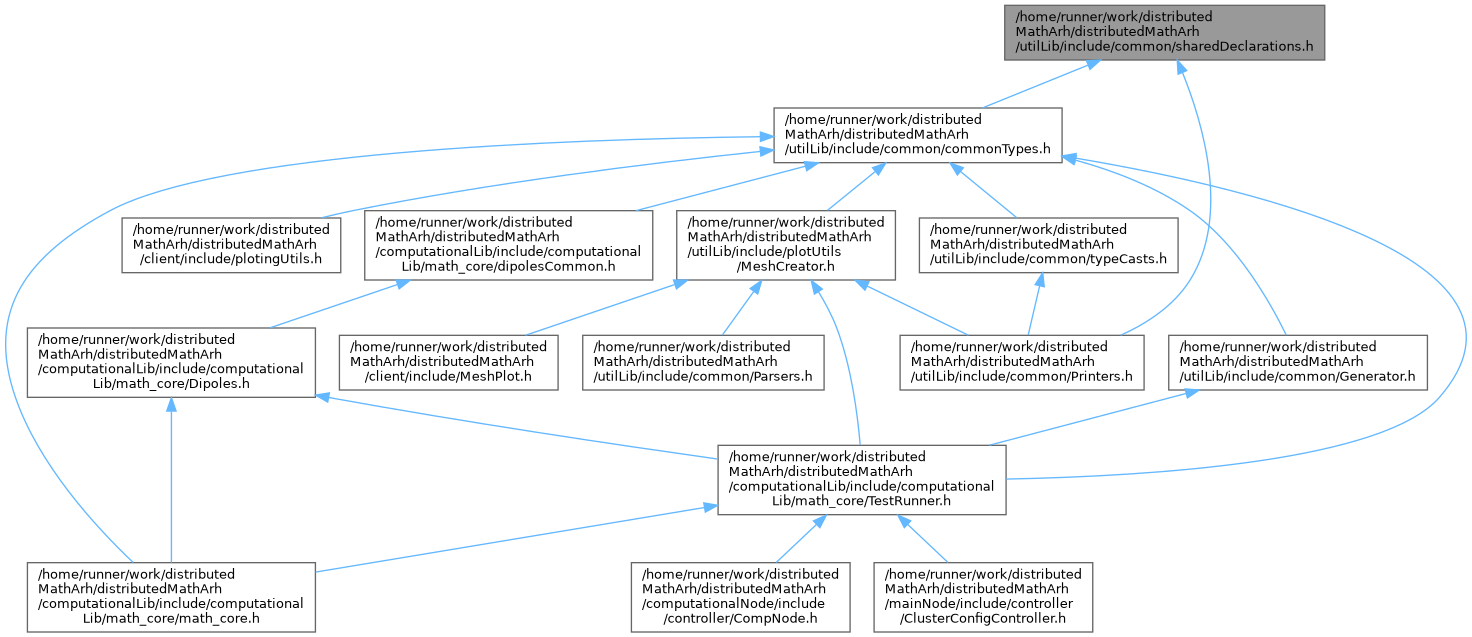 /home/runner/work/distributed
MathArh/distributedMathArh
/utilLib/include/common/sharedDeclarations.h
/home/runner/work/distributed
MathArh/distributedMathArh
/utilLib/include/common/commonTypes.h
/home/runner/work/distributed
MathArh/distributedMathArh
/client/include/plotingUtils.h
/home/runner/work/distributed
MathArh/distributedMathArh
/computationalLib/include/computational
Lib/math_core/dipolesCommon.h
/home/runner/work/distributed
MathArh/distributedMathArh
/utilLib/include/plotUtils
/MeshCreator.h
/home/runner/work/distributed
MathArh/distributedMathArh
/utilLib/include/common/typeCasts.h
/home/runner/work/distributed
MathArh/distributedMathArh
/computationalLib/include/computational
Lib/math_core/Dipoles.h
/home/runner/work/distributed
MathArh/distributedMathArh
/client/include/MeshPlot.h
/home/runner/work/distributed
MathArh/distributedMathArh
/utilLib/include/common/Parsers.h
/home/runner/work/distributed
MathArh/distributedMathArh
/utilLib/include/common/Printers.h
/home/runner/work/distributed
MathArh/distributedMathArh
/utilLib/include/common/Generator.h
/home/runner/work/distributed
MathArh/distributedMathArh
/computationalLib/include/computational
Lib/math_core/TestRunner.h
/home/runner/work/distributed
MathArh/distributedMathArh
/computationalLib/include/computational
Lib/math_core/math_core.h
/home/runner/work/distributed
MathArh/distributedMathArh
/computationalNode/include
/controller/CompNode.h
/home/runner/work/distributed
MathArh/distributedMathArh
/mainNode/include/controller
/ClusterConfigController.h